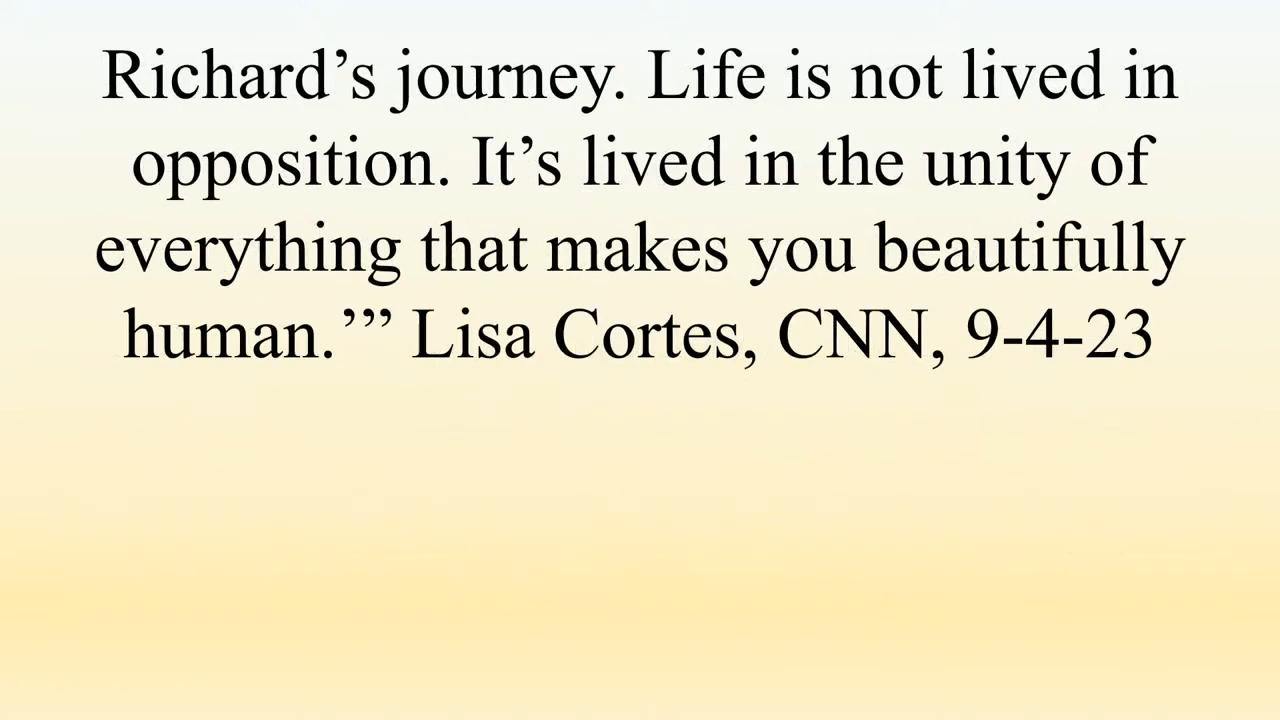 Richard’s journey. Life is not lived in
opposition. It’s lived in the unity of
everything that makes you beautifully
human.’”’ Lisa Cortes, CNN, 9-4-23